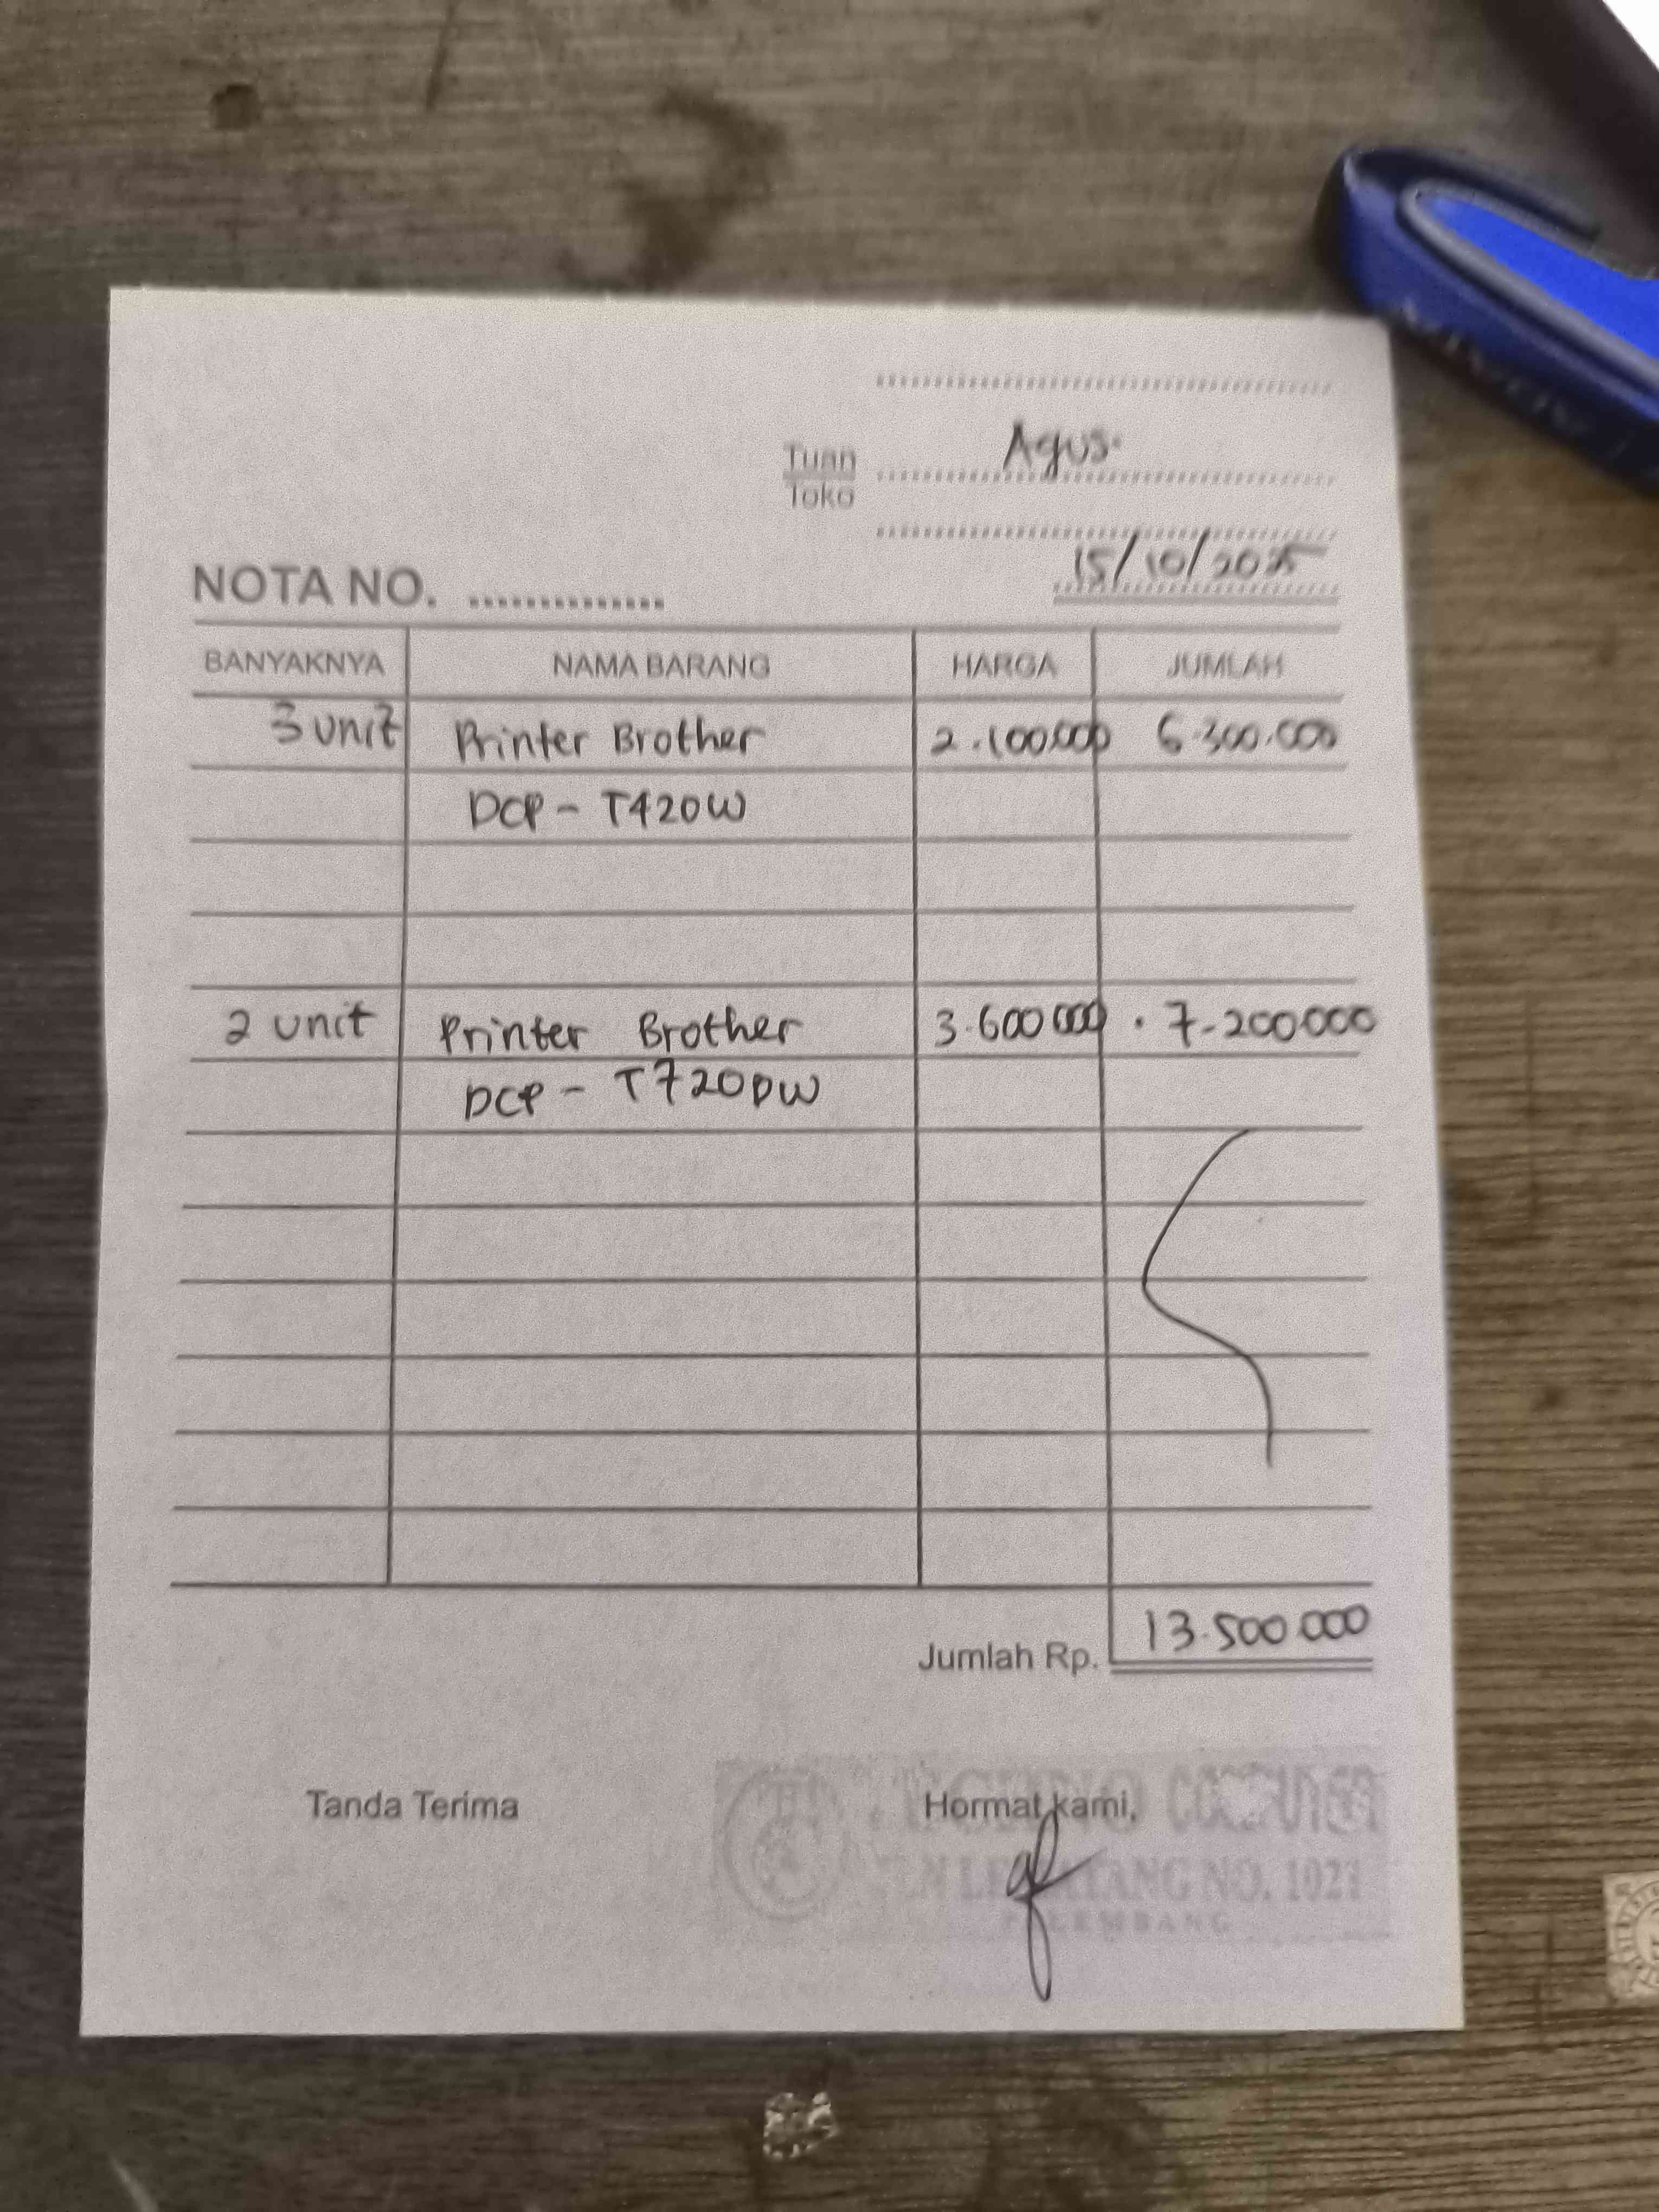 Agus.
Tuan
Toko
15/10/2025
NOTA NO. ..............
BANYAKNYA NAMA BARANG HARGA JUMLAH
3 unit Printer Brother 2.100.000 6.300.000
DCP - T420W
2 unit Printer Brother 3.600 000 7.200.000
DCP - T720DW
Jumlah Rp. 13.500.000
Tanda Terima Hormat kami,
NO. 1021
PALEMBANG